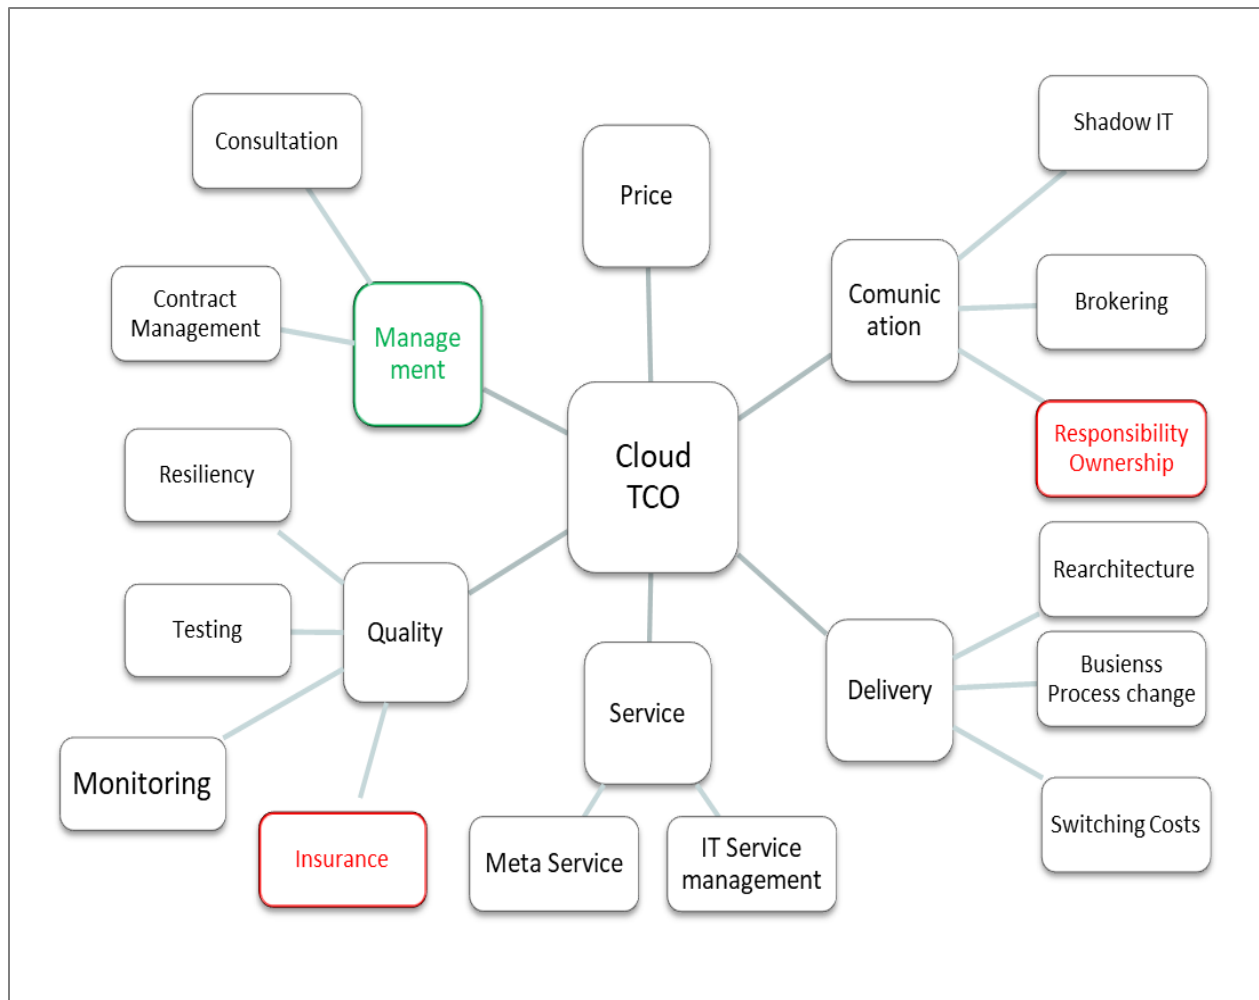 Consultation
Price
Shadow IT
Contract
Management
Manage
ment
Comunic
ation
Brokering
Responsibility
Ownership
Cloud
TCO
Resiliency
Testing
Quality
Monitoring
Insurance
Service
Meta Service
IT Service
management
Delivery
Rearchitecture
Busienss
Process change
Switching Costs